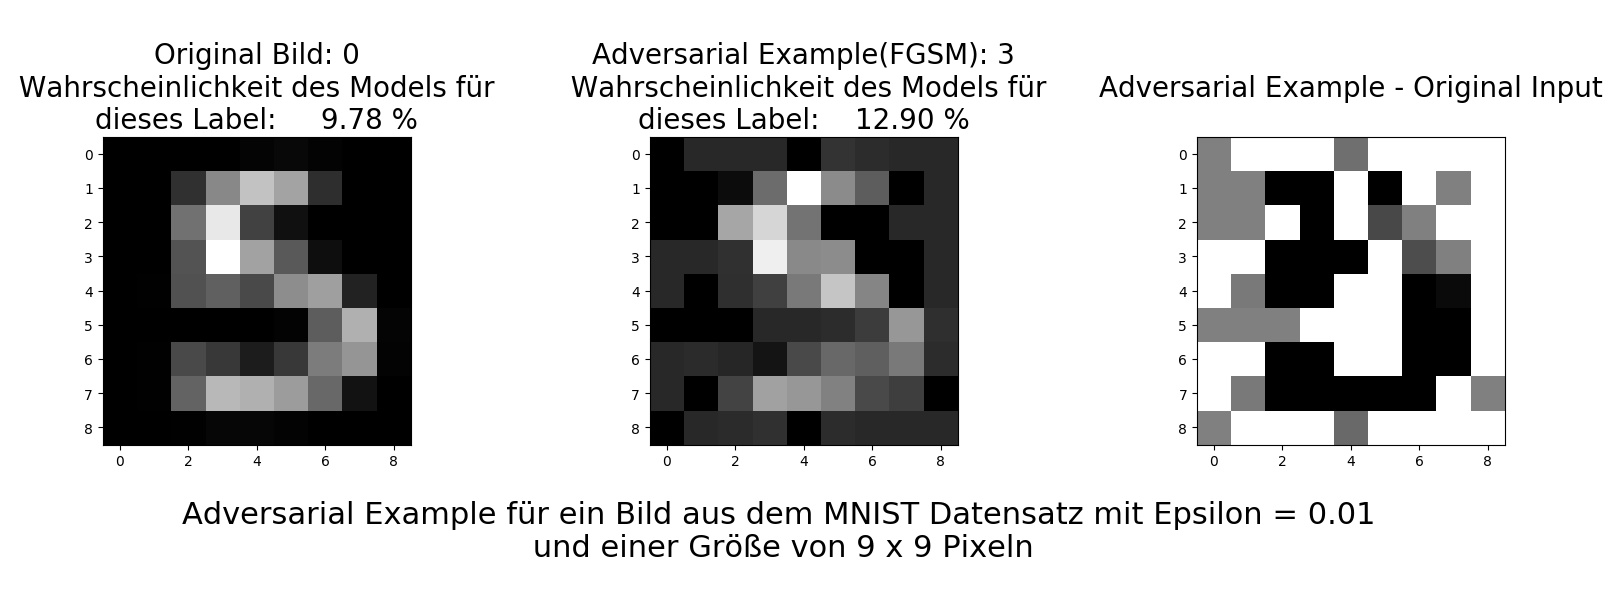 Original Bild: 0
Wahrscheinlichkeit des Models für
dieses Label: 9.78 %
Adversarial Example(FGSM): 3
Wahrscheinlichkeit des Models für
dieses Label: 12.90 %
Adversarial Example - Original Input
0
1
2
3
4
5
6
7
8
0 2 4 6 8
0
1
2
3
4
5
6
7
8
0 2 4 6 8
0
1
2
3
4
5
6
7
8
0 2 4 6 8
Adversarial Example für ein Bild aus dem MNIST Datensatz mit Epsilon = 0.01
und einer Größe von 9 x 9 Pixeln